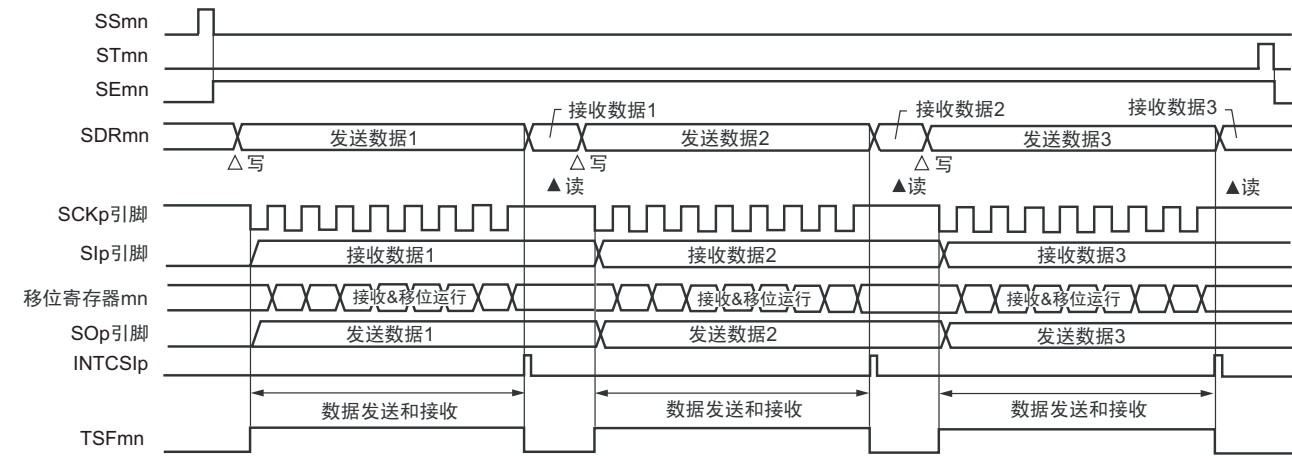 SSmn
STmn
SEmn
接收数据1 接收数据2 接收数据3
SDRmn 发送数据1 发送数据2 发送数据3
△写 △写 △写
▲读 ▲读 ▲读
SCKp引脚
SIp引脚 接收数据1 接收数据2 接收数据3
移位寄存器mn 接收&移位运行 接收&移位运行 接收&移位运行
SOp引脚 发送数据1 发送数据2 发送数据3
INTCSIp
数据发送和接收 数据发送和接收 数据发送和接收
TSFmn